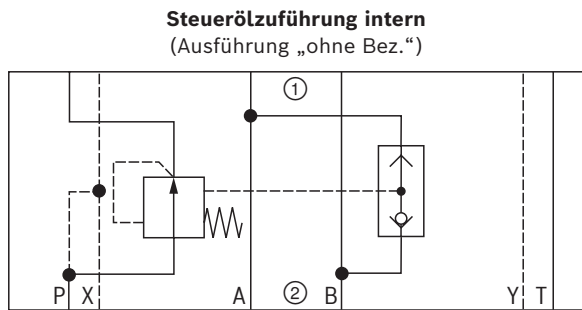 Steuerölzuführung intern
(Ausführung „ohne Bez.“)
①
P X A ② B Y T